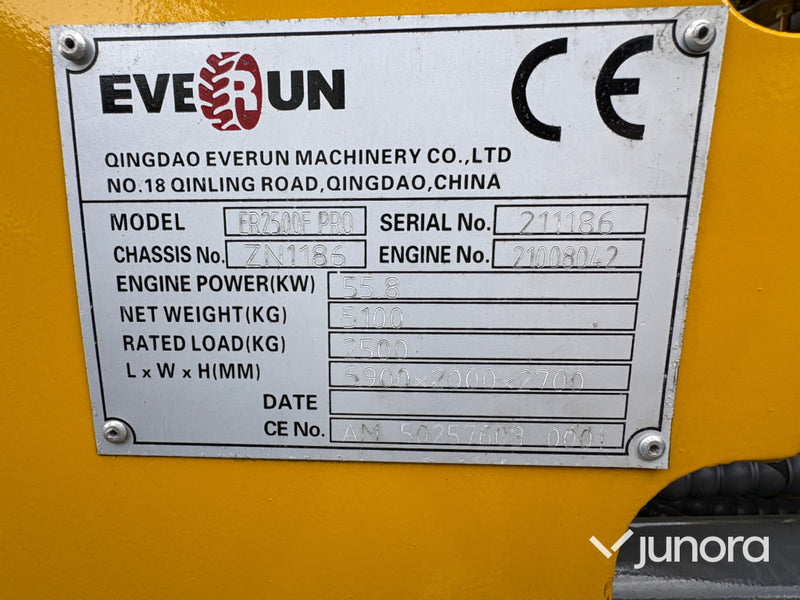 EVERUN CE
QINGDAO EVERUN MACHINERY CO.,LTD
NO.18 QINLING ROAD,QINGDAO,CHINA
MODEL ER2500F PRO SERIAL No. 211186
CHASSIS No. ZN1186 ENGINE No. 21008042
ENGINE POWER(KW) 55.8
NET WEIGHT(KG) 5100
RATED LOAD(KG) 2500
L x W x H(MM) 5900×2000×2700
DATE
CE No. AM 50257603 0001
junora